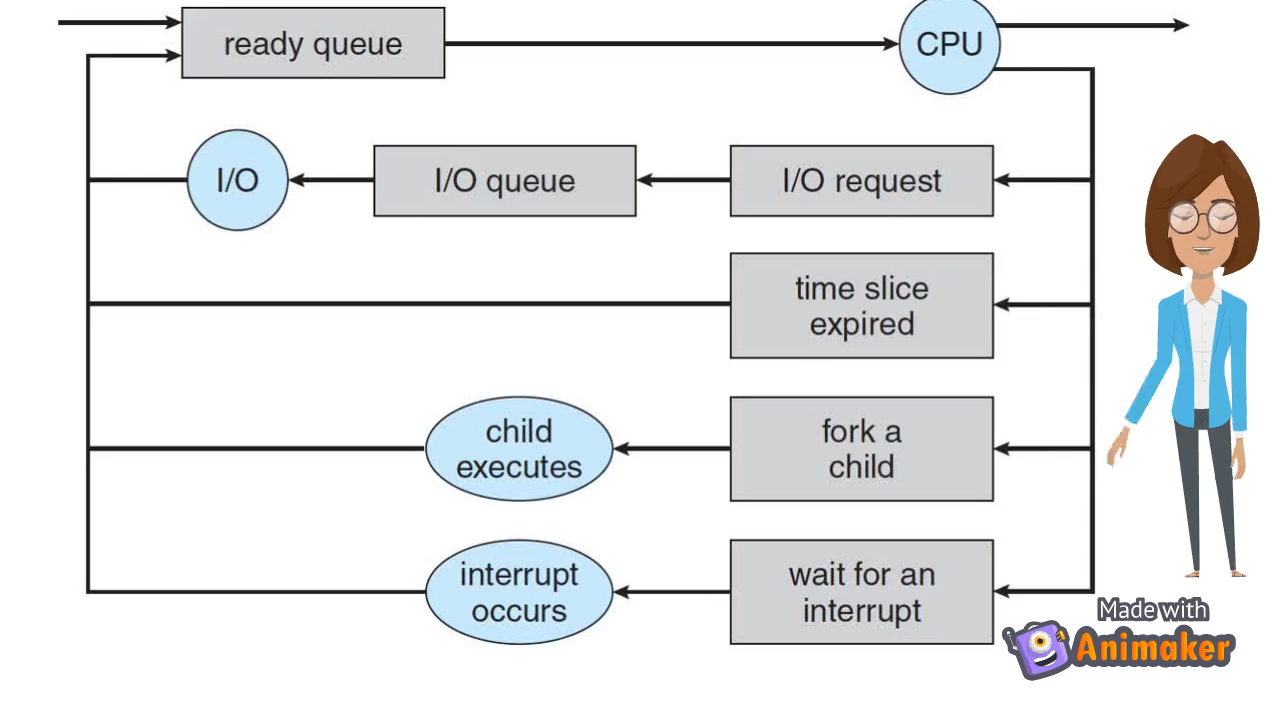 ready queue
CPU
I/O
I/O queue
I/O request
time slice
expired
child
executes
fork a
child
interrupt
occurs
wait for an
interrupt
Made with
Animaker